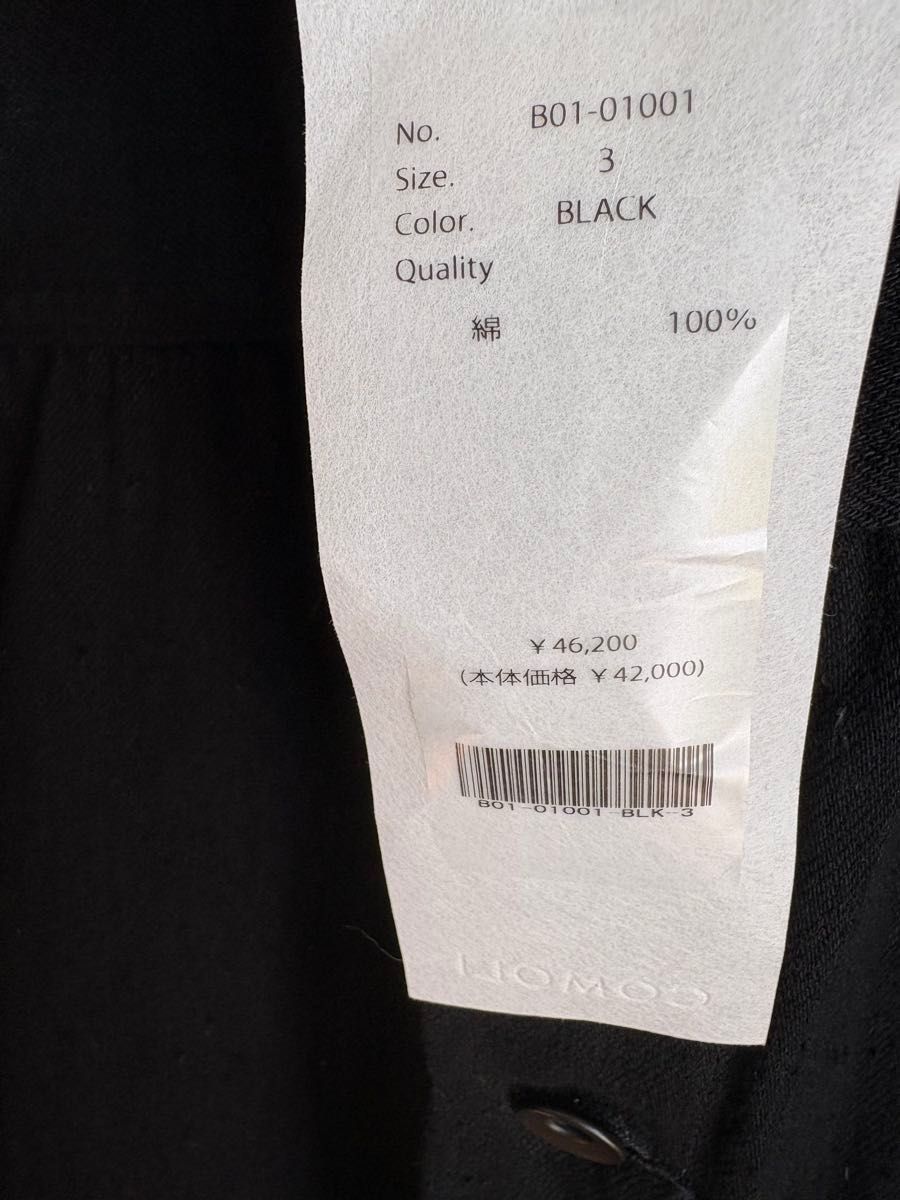 No. B01-01001
Size. 3
Color. BLACK
Quality
綿 100%
¥46,200
(本体価格 ¥42,000)
B01-01001-BLK-3
COMOLI